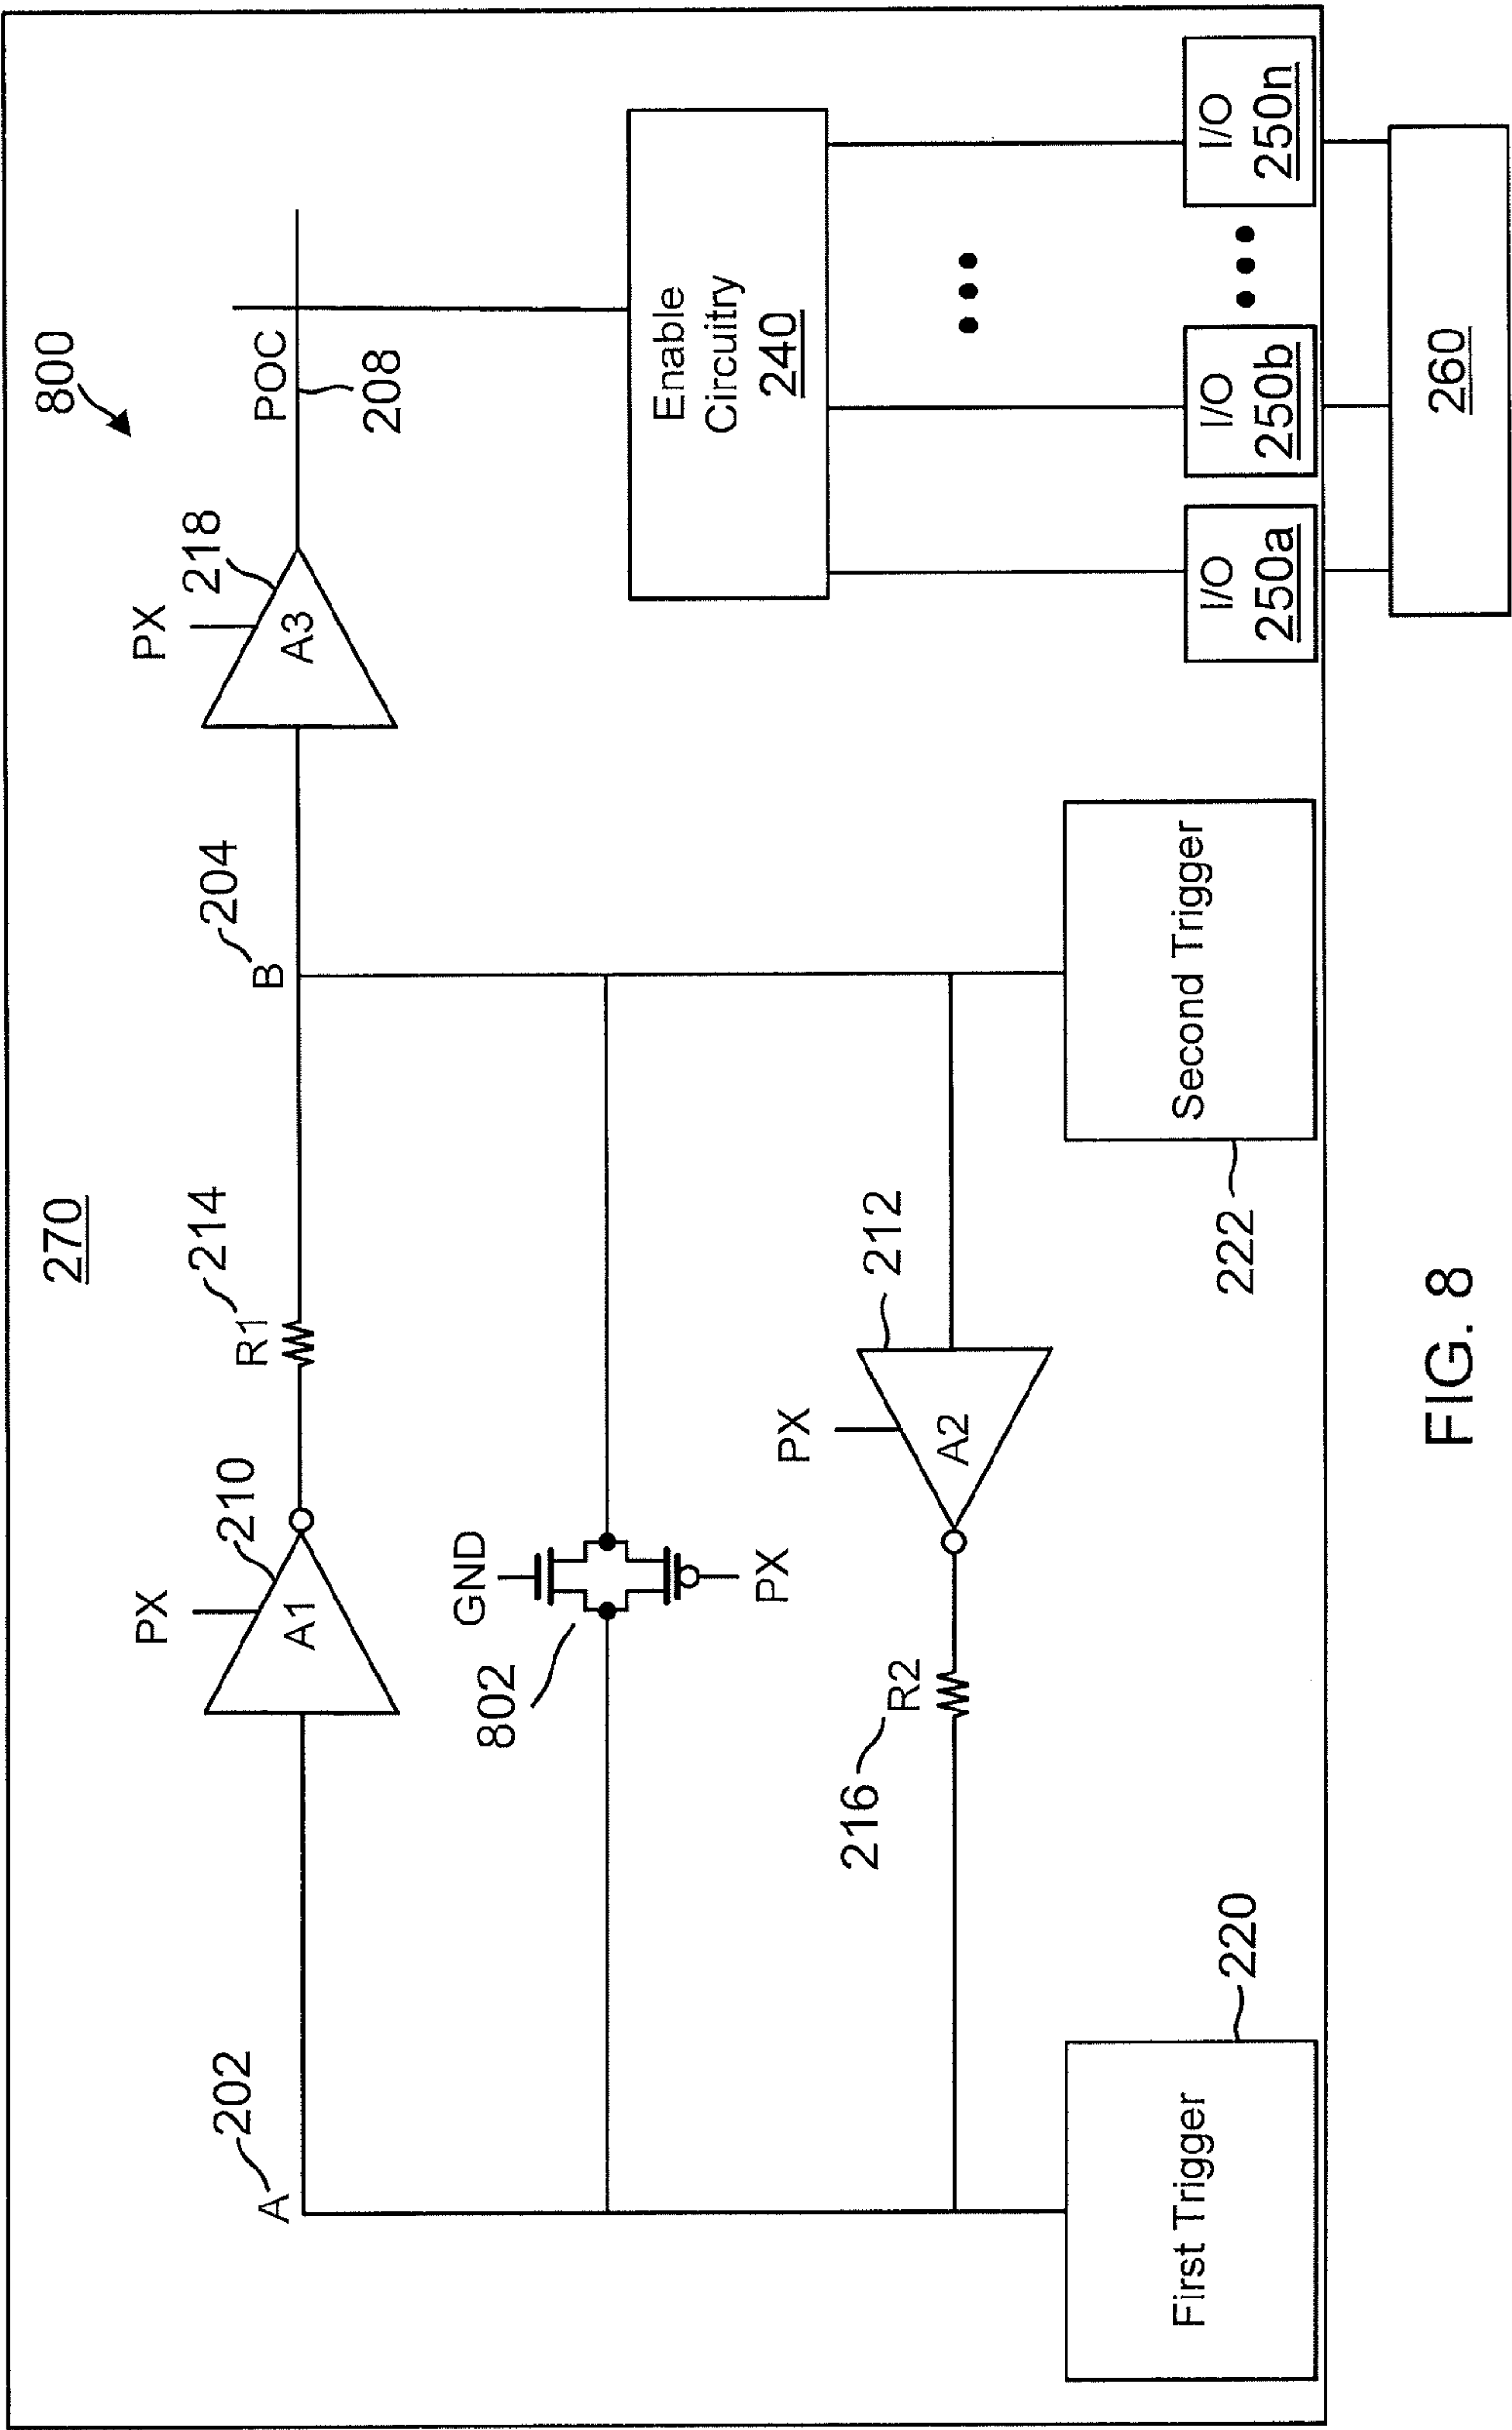 270
800
PX
210
A1
R1
214
B
204
PX
218
A3
POC
208
A
202
GND
802
PX
Enable
Circuitry
240
PX
212
A2
R2
216
First Trigger
220
Second Trigger
222
I/O
250a
I/O
250b
I/O
250n
260
FIG. 8